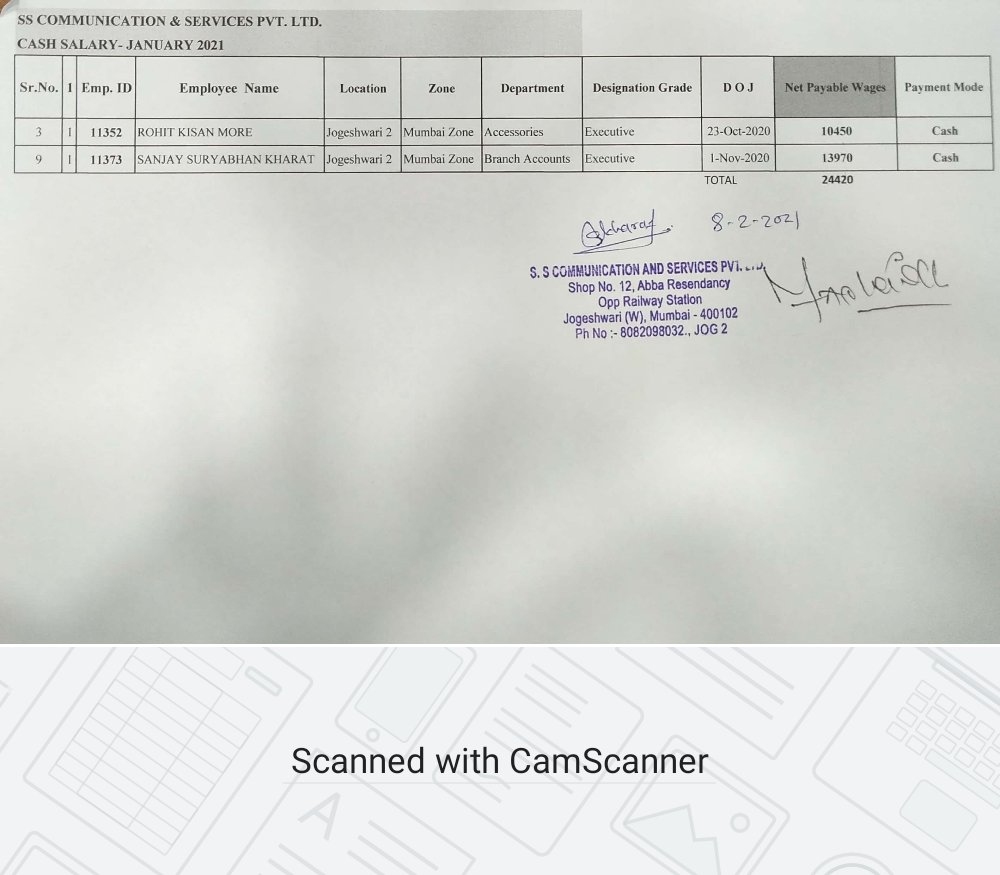 SS COMMUNICATION & SERVICES PVT. LTD.
CASH SALARY- JANUARY 2021
Sr.No. 1 Emp. ID Employee Name Location Zone Department Designation Grade D O J Net Payable Wages Payment Mode
3 1 11352 ROHIT KISAN MORE Jogeshwari 2 Mumbai Zone Accessories Executive 23-Oct-2020 10450 Cash
9 1 11373 SANJAY SURYABHAN KHARAT Jogeshwari 2 Mumbai Zone Branch Accounts Executive 1-Nov-2020 13970 Cash
TOTAL 24420
8-2-2021
S. S COMMUNICATION AND SERVICES PVT.
Shop No. 12, Abba Resendancy
Opp Railway Station
Jogeshwari (W), Mumbai - 400102
Ph No :- 8082098032., JOG 2
Scanned with CamScanner